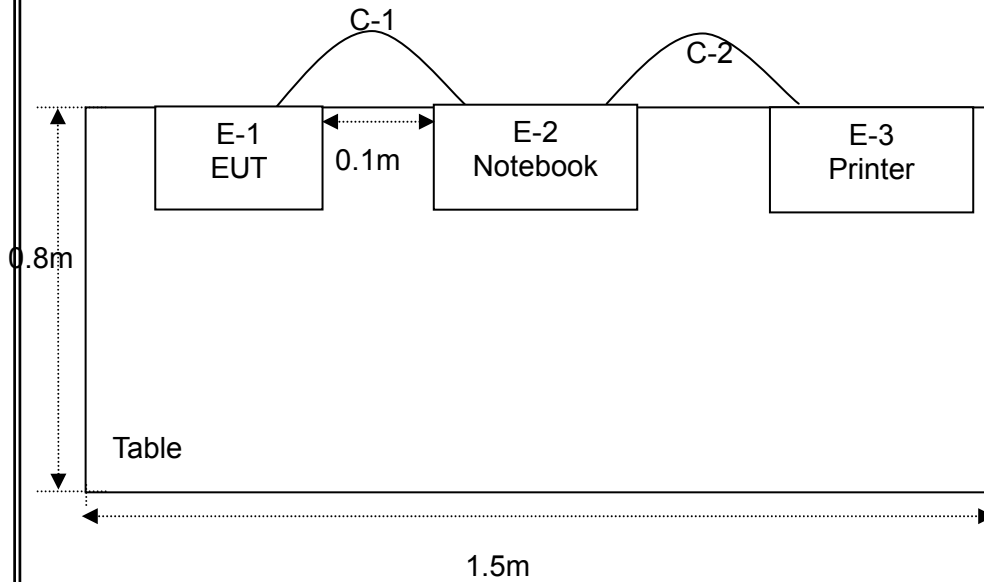 C-1
C-2
E-1
EUT
0.1m
E-2
Notebook
E-3
Printer
0.8m
Table
1.5m